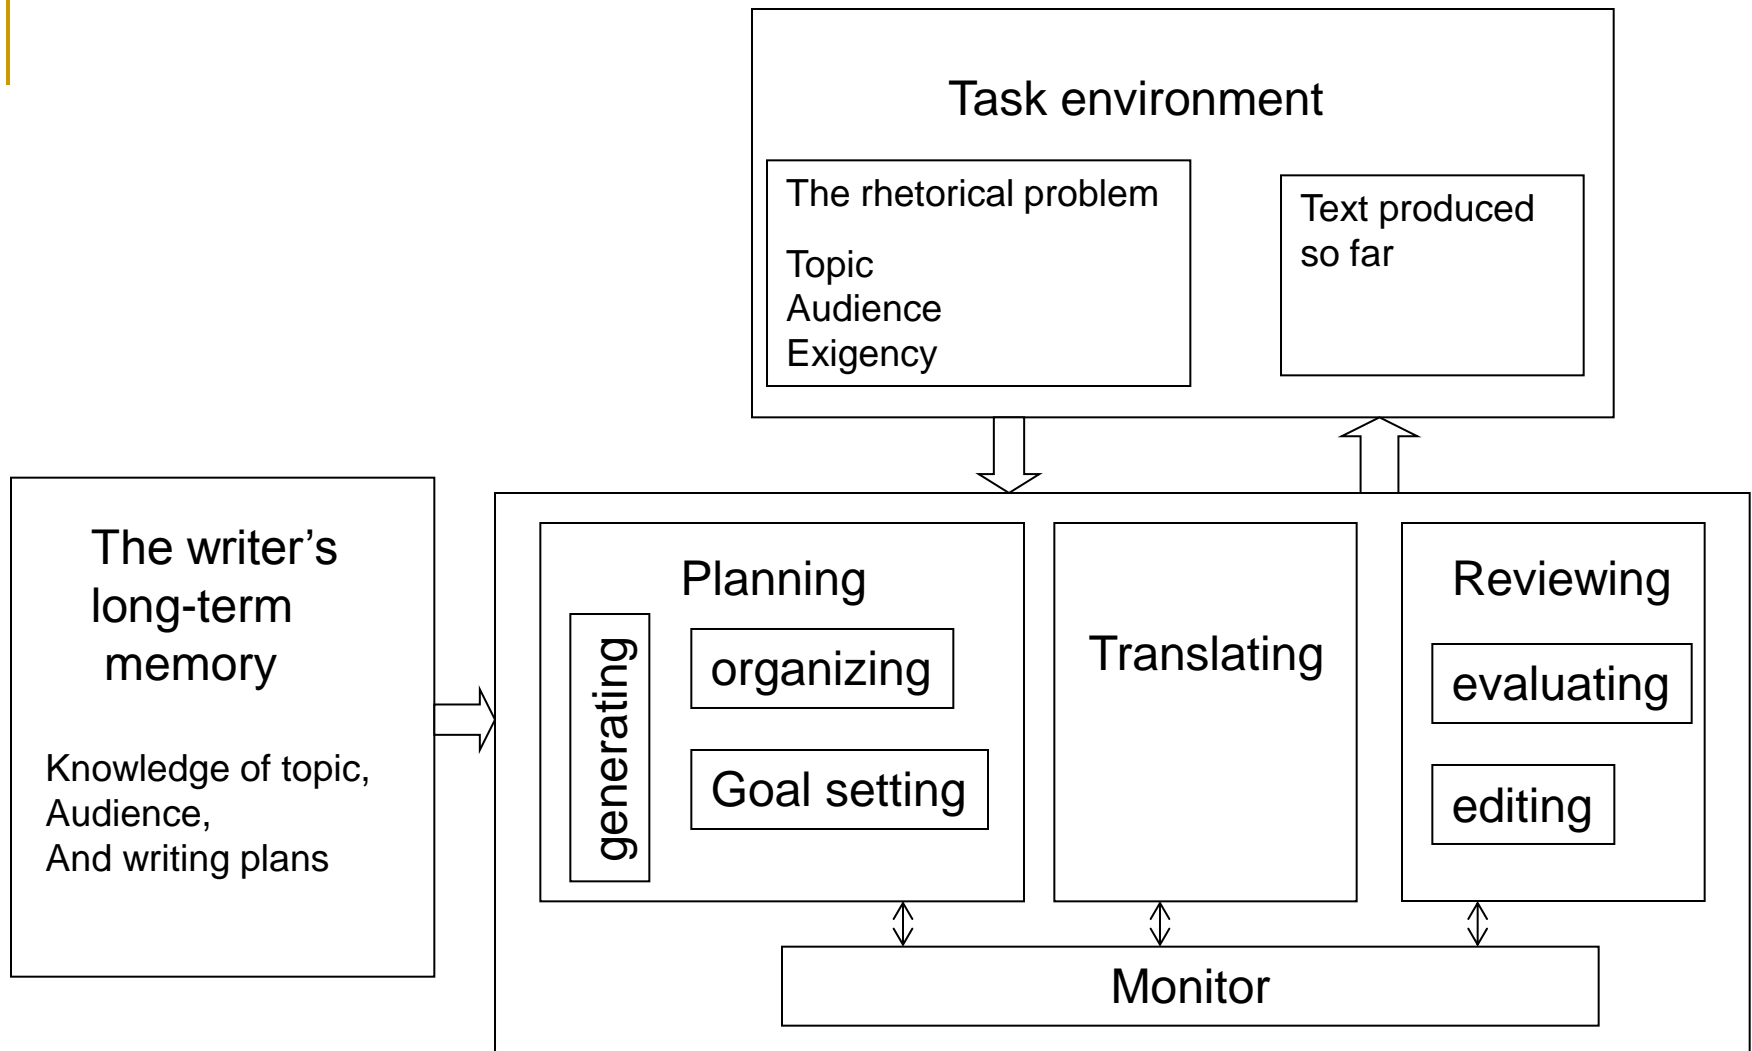 Task environment
The rhetorical problem
Topic
Audience
Exigency
Text produced
so far
The writer’s
long-term
memory
Knowledge of topic,
Audience,
And writing plans
Planning
generating
organizing
Goal setting
Translating
Reviewing
evaluating
editing
Monitor